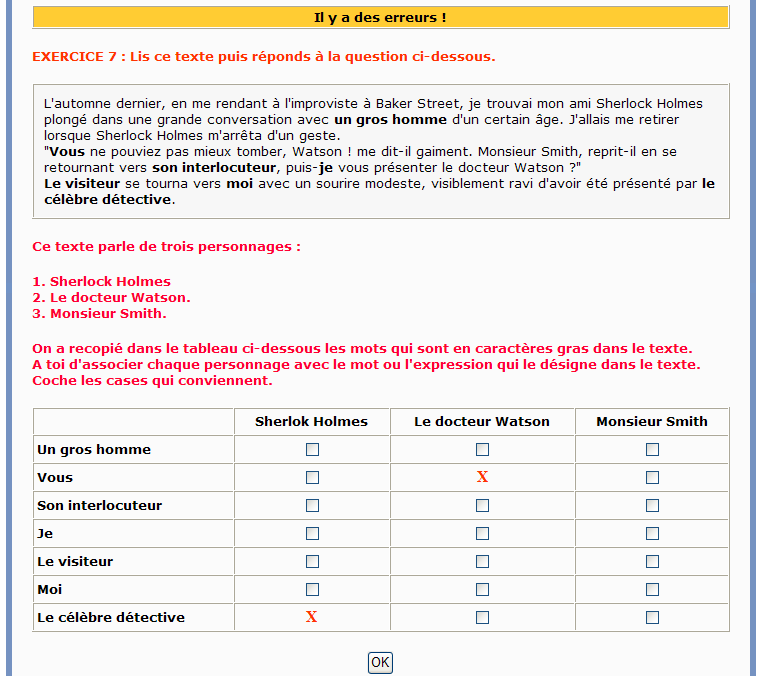 Il y a des erreurs !
EXERCICE 7 : Lis ce texte puis réponds à la question ci-dessous.
L'automne dernier, en me rendant à l'improviste à Baker Street, je trouvai mon ami Sherlock Holmes
plongé dans une grande conversation avec un gros homme d'un certain âge. J'allais me retirer
lorsque Sherlock Holmes m'arrêta d'un geste.
"Vous ne pouviez pas mieux tomber, Watson ! me dit-il gaiment. Monsieur Smith, reprit-il en se
retournant vers son interlocuteur, puis-je vous présenter le docteur Watson ?"
Le visiteur se tourna vers moi avec un sourire modeste, visiblement ravi d'avoir été présenté par le
célèbre détective.
Ce texte parle de trois personnages :
1. Sherlock Holmes
2. Le docteur Watson.
3. Monsieur Smith.
On a recopié dans le tableau ci-dessous les mots qui sont en caractères gras dans le texte.
A toi d'associer chaque personnage avec le mot ou l'expression qui le désigne dans le texte.
Coche les cases qui conviennent.
Sherlok Holmes Le docteur Watson Monsieur Smith
Un gros homme
Vous X
Son interlocuteur
Je
Le visiteur
Moi
Le célèbre détective X
OK